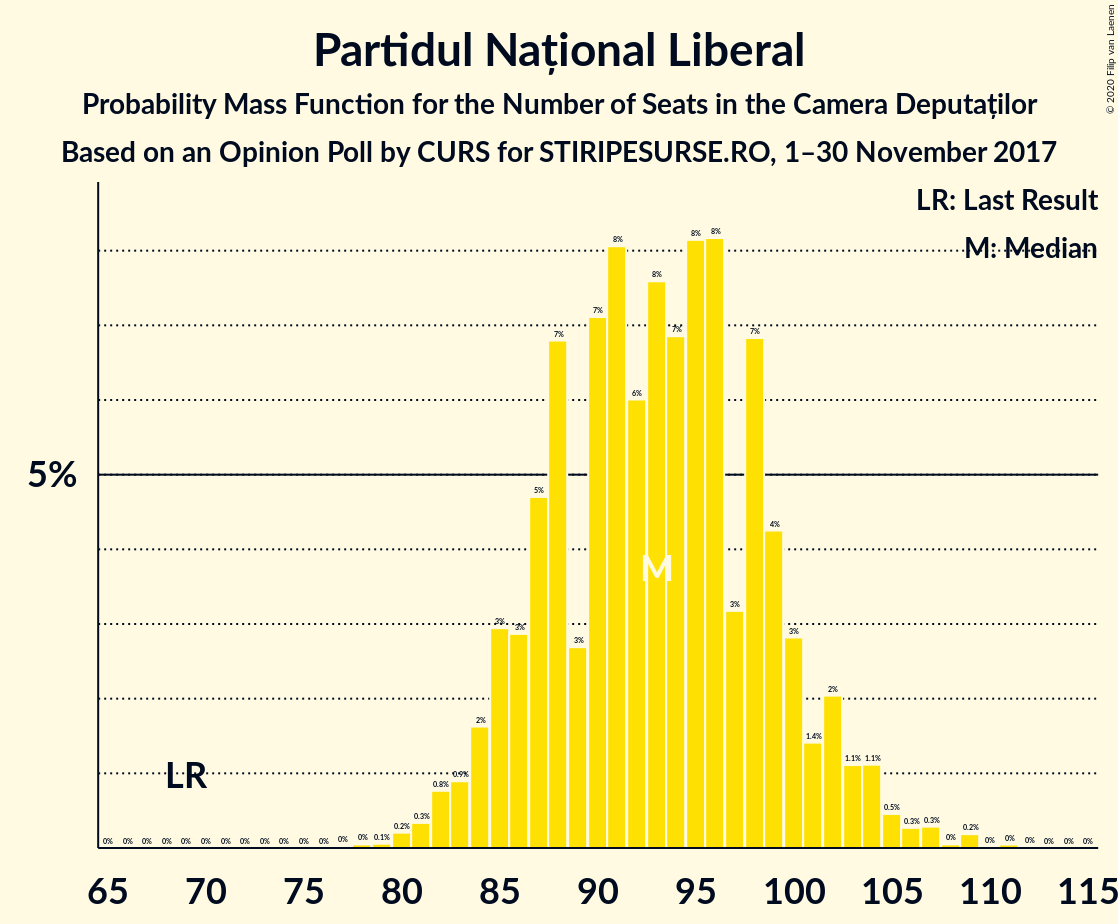 Partidul Național Liberal
Probability Mass Function for the Number of Seats in the Camera Deputaților
Based on an Opinion Poll by CURS for STIRIPESURSE.RO, 1–30 November 2017
© 2020 Filip van Laenen
LR: Last Result
M: Median
5%
0% 0% 0% 0% 0% 0% 0% 0% 0% 0% 0% 0% 0% 0% 0.1% 0.2% 0.3% 0.8% 0.9% 2% 3% 3% 5% 7% 3% 7% 8% 6% 8% 7% 8% 8% 3% 7% 4% 3% 1.4% 2% 1.1% 1.1% 0.5% 0.3% 0.3% 0% 0.2% 0% 0% 0% 0% 0% 0%
M
LR
65 70 75 80 85 90 95 100 105 110 115